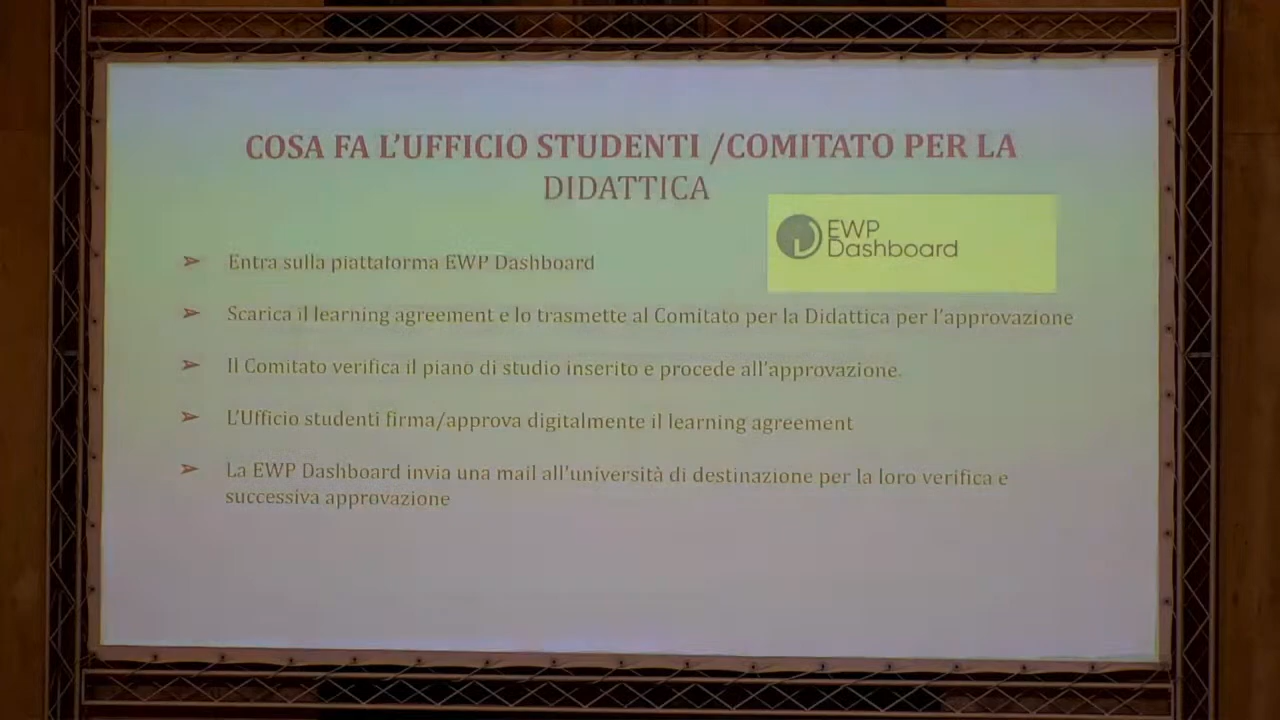 COSA FA L'UFFICIO STUDENTI /COMITATO PER LA
DIDATTICA
EWP
Dashboard
➢ Entra sulla piattaforma EWP Dashboard
➢ Scarica il learning agreement e lo trasmette al Comitato per la Didattica per l'approvazione
➢ Il Comitato verifica il piano di studio inserito e procede all'approvazione.
➢ L'Ufficio studenti firma/approva digitalmente il learning agreement
➢ La EWP Dashboard invia una mail all'università di destinazione per la loro verifica e
successiva approvazione